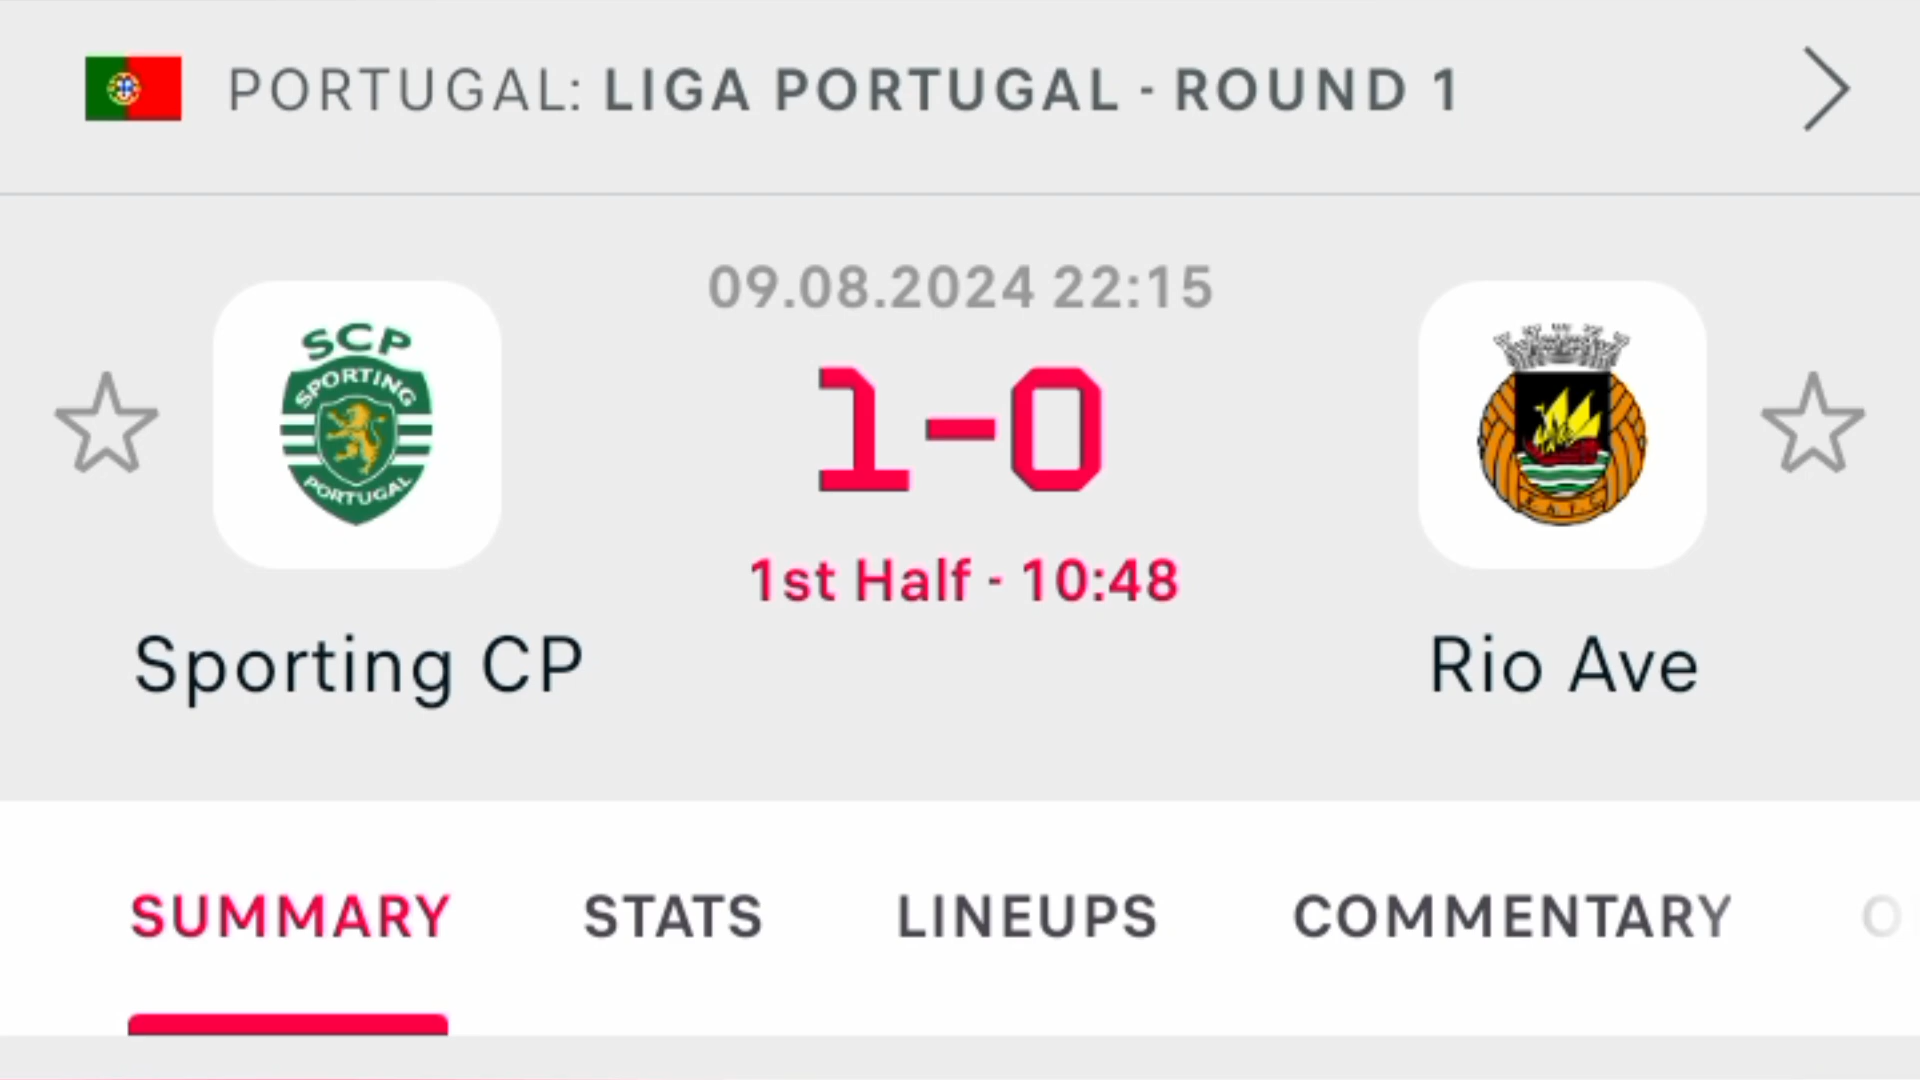 PORTUGAL: LIGA PORTUGAL - ROUND 1
09.08.2024 22:15
SCP
SPORTING
PORTUGAL
1-0
1st Half - 10:48
Sporting CP
Rio Ave
SUMMARY STATS LINEUPS COMMENTARY O